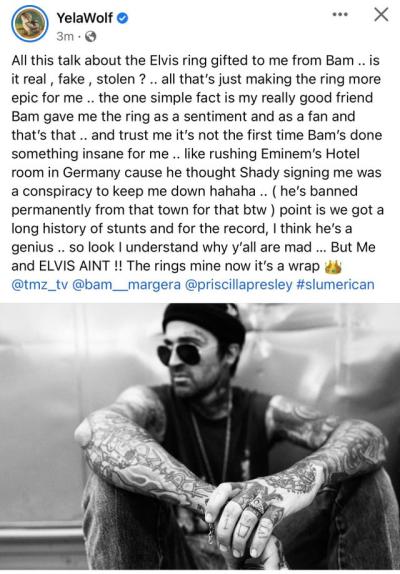 YelaWolf
3m ·
All this talk about the Elvis ring gifted to me from Bam .. is
it real , fake , stolen ? .. all that's just making the ring more
epic for me .. the one simple fact is my really good friend
Bam gave me the ring as a sentiment and as a fan and
that's that .. and trust me it's not the first time Bam's done
something insane for me .. like rushing Eminem's Hotel
room in Germany cause he thought Shady signing me was
a conspiracy to keep me down hahaha .. ( he's banned
permanently from that town for that btw ) point is we got a
long history of stunts and for the record, I think he's a
genius .. so look I understand why y'all are mad ... But Me
and ELVIS AINT !! The rings mine now it's a wrap 👑
@tmz_tv @bam__margera @priscillapresley #slumerican